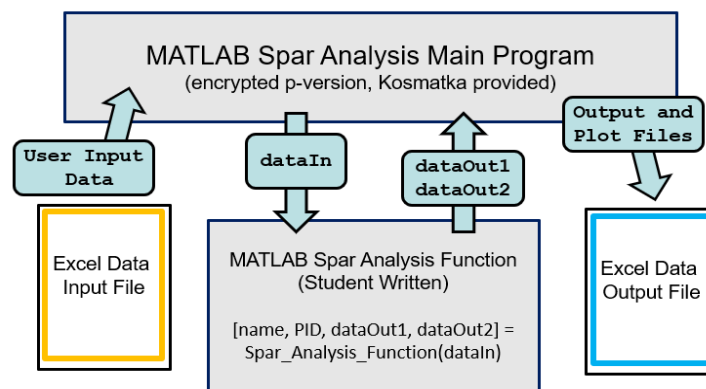 MATLAB Spar Analysis Main Program
(encrypted p-version, Kosmatka provided)
User Input
Data
dataIn
dataOut1
dataOut2
Output and
Plot Files
Excel Data
Input File
MATLAB Spar Analysis Function
(Student Written)
[name, PID, dataOut1, dataOut2] =
Spar_Analysis_Function(dataIn)
Excel Data
Output File